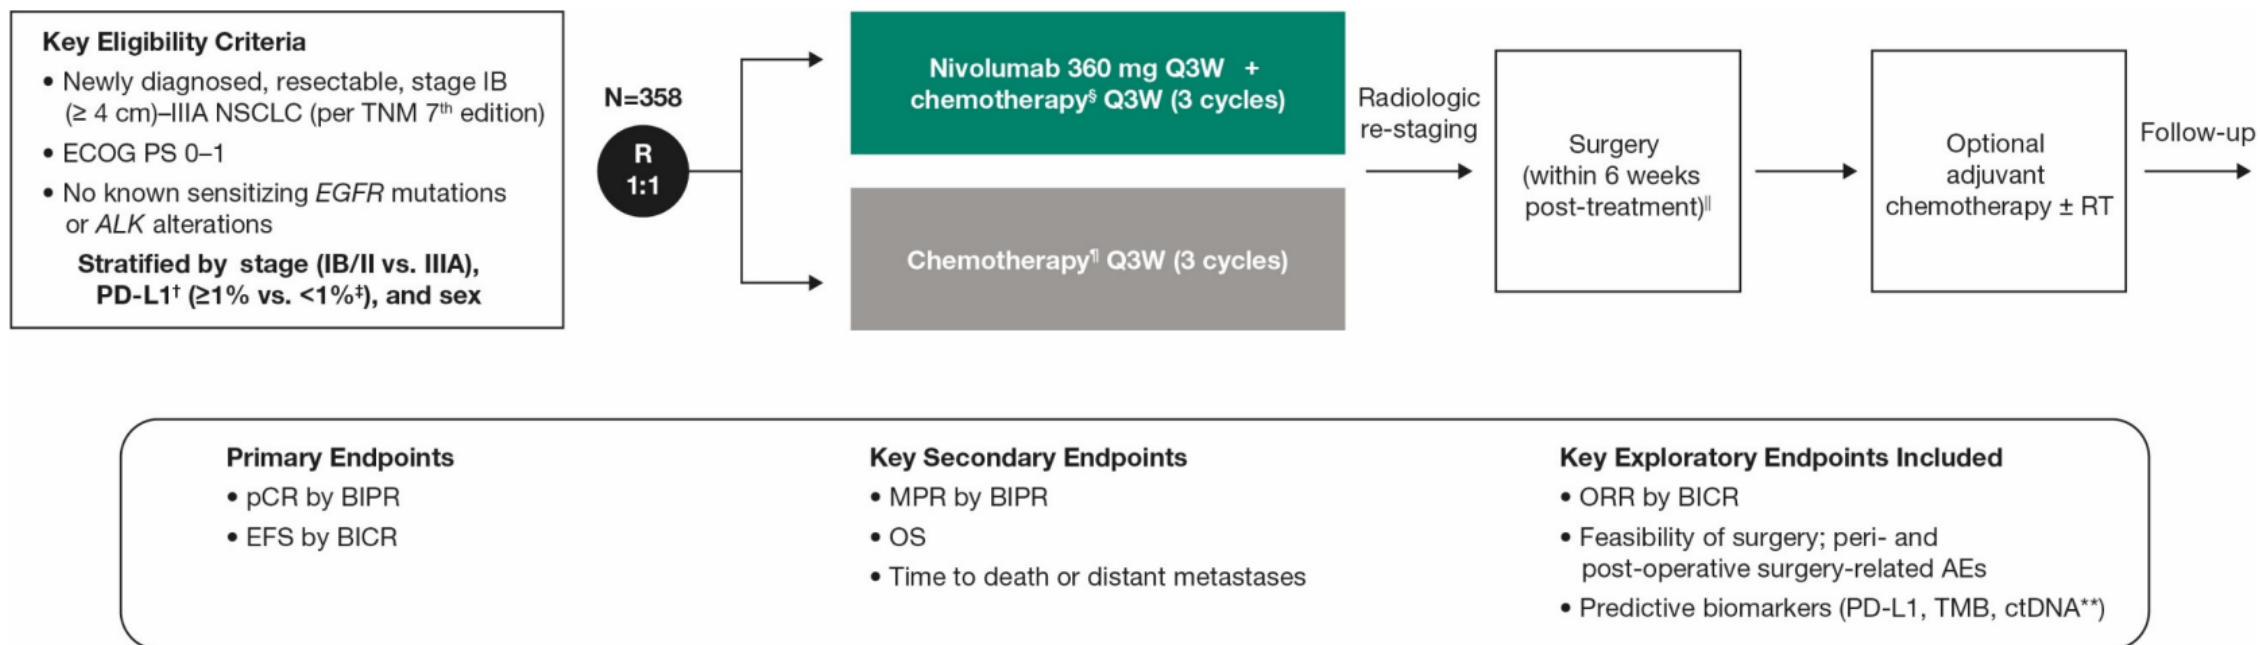 Key Eligibility Criteria
• Newly diagnosed, resectable, stage IB
(≥ 4 cm)–IIIA NSCLC (per TNM 7th edition)
• ECOG PS 0–1
• No known sensitizing EGFR mutations
or ALK alterations
Stratified by stage (IB/II vs. IIIA),
PD-L1† (≥1% vs. <1%‡), and sex
N=358
R
1:1
Nivolumab 360 mg Q3W +
chemotherapy§ Q3W (3 cycles)
Chemotherapy¶ Q3W (3 cycles)
Radiologic
re-staging
Surgery
(within 6 weeks
post-treatment)||
Optional
adjuvant
chemotherapy ± RT
Follow-up
Primary Endpoints
• pCR by BIPR
• EFS by BICR
Key Secondary Endpoints
• MPR by BIPR
• OS
• Time to death or distant metastases
Key Exploratory Endpoints Included
• ORR by BICR
• Feasibility of surgery; peri- and
post-operative surgery-related AEs
• Predictive biomarkers (PD-L1, TMB, ctDNA**)